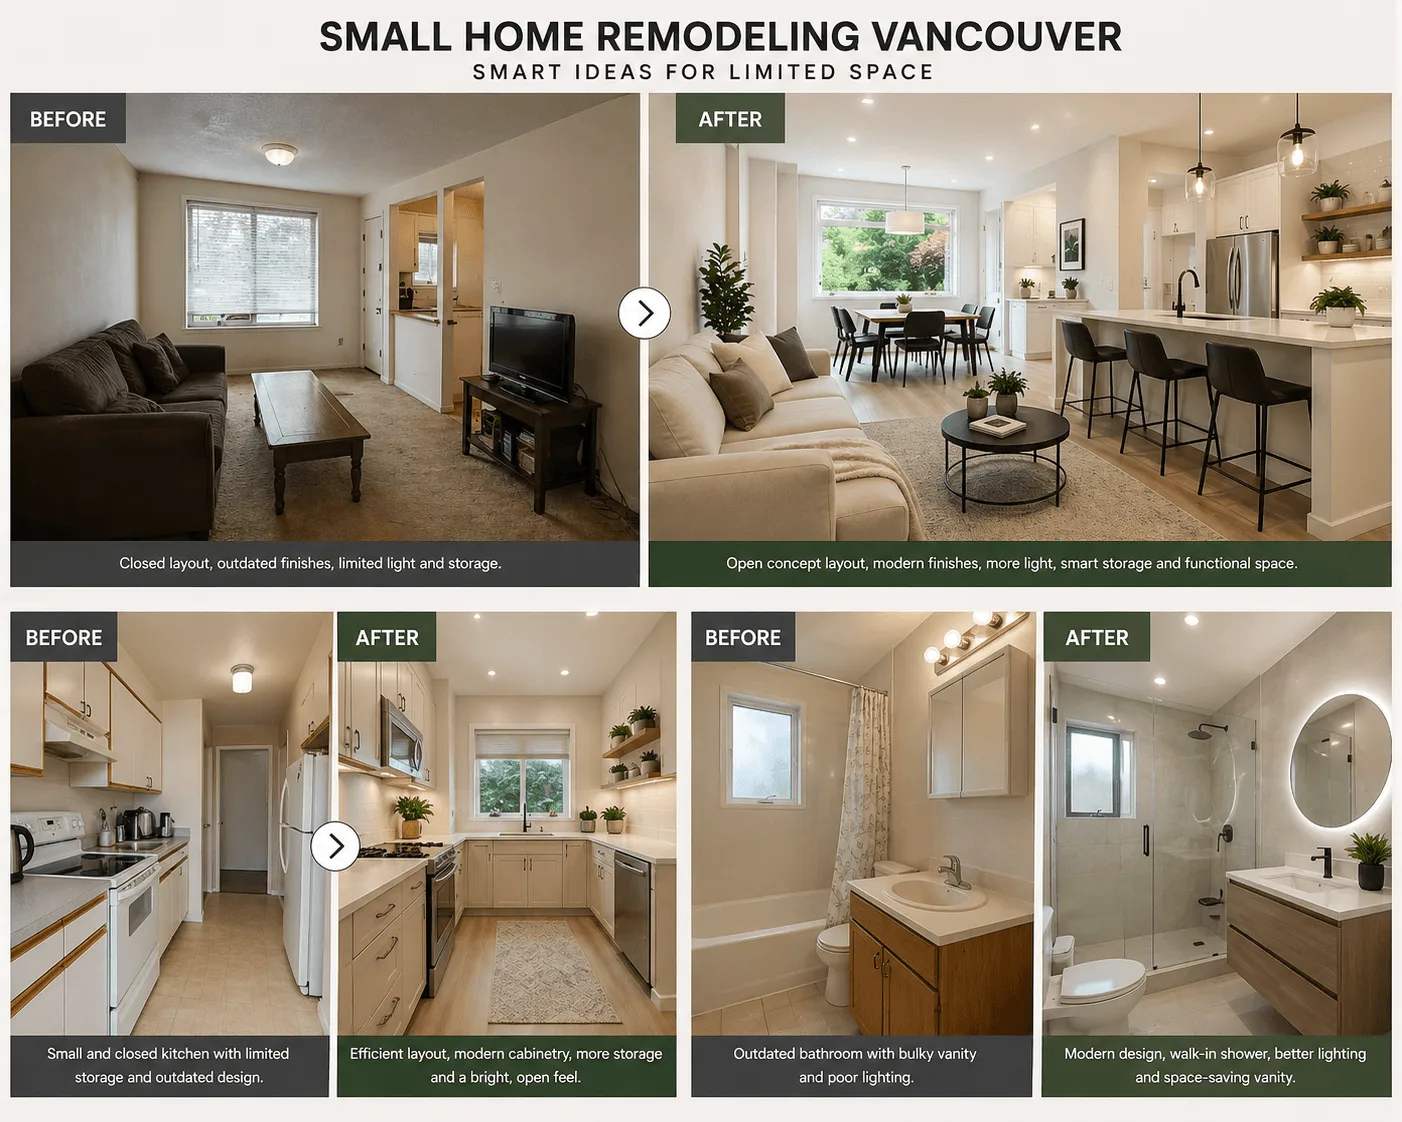 SMALL HOME REMODELING VANCOUVER
SMART IDEAS FOR LIMITED SPACE
BEFORE
AFTER
Closed layout, outdated finishes, limited light and storage.
Open concept layout, modern finishes, more light, smart storage and functional space.
BEFORE
AFTER
BEFORE
AFTER
Small and closed kitchen with limited
storage and outdated design.
Efficient layout, modern cabinetry, more storage
and a bright, open feel.
Outdated bathroom with bulky vanity
and poor lighting.
Modern design, walk-in shower, better lighting
and space-saving vanity.